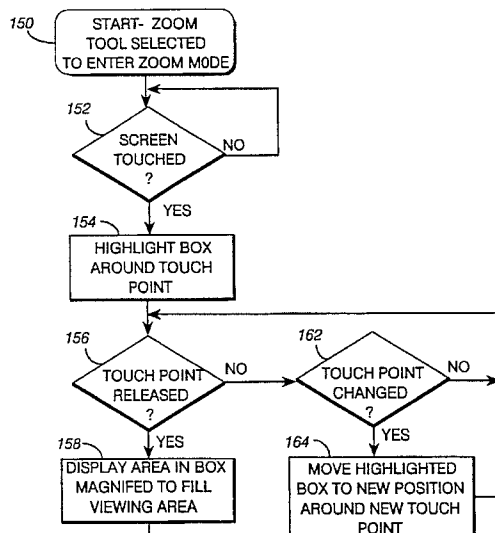 150
START- ZOOM
TOOL SELECTED
TO ENTER ZOOM MODE
152
SCREEN
TOUCHED
?
NO
YES
154
HIGHLIGHT BOX
AROUND TOUCH
POINT
156
TOUCH POINT
RELEASED
?
NO
YES
162
TOUCH POINT
CHANGED
?
NO
YES
158
DISPLAY AREA IN BOX
MAGNIFED TO FILL
VIEWING AREA
164
MOVE HIGHLIGHTED
BOX TO NEW POSITION
AROUND NEW TOUCH
POINT